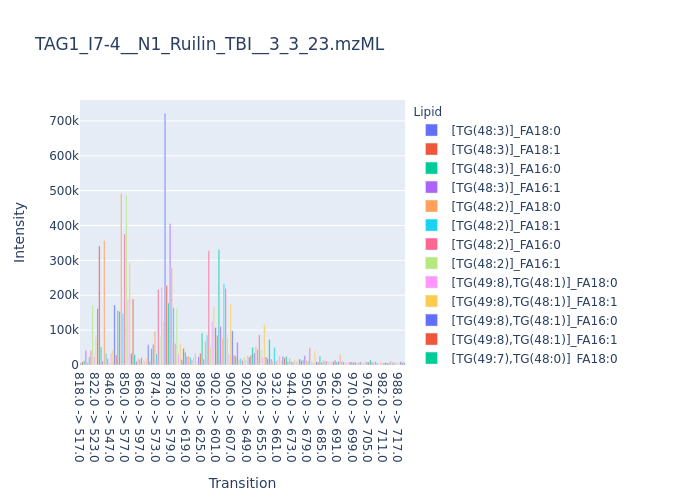 TAG1_I7-4__N1_Ruilin_TBI__3_3_23.mzML
Lipid
[TG(48:3)]_FA18:0
[TG(48:3)]_FA18:1
[TG(48:3)]_FA16:0
[TG(48:3)]_FA16:1
[TG(48:2)]_FA18:0
[TG(48:2)]_FA18:1
[TG(48:2)]_FA16:0
[TG(48:2)]_FA16:1
[TG(49:8),TG(48:1)]_FA18:0
[TG(49:8),TG(48:1)]_FA18:1
[TG(49:8),TG(48:1)]_FA16:0
[TG(49:8),TG(48:1)]_FA16:1
[TG(49:7),TG(48:0)]_FA18:0
700k
600k
500k
400k
300k
200k
100k
0
Intensity
818.0 -> 517.0
822.0 -> 523.0
846.0 -> 547.0
850.0 -> 577.0
868.0 -> 597.0
874.0 -> 573.0
878.0 -> 579.0
892.0 -> 619.0
896.0 -> 625.0
902.0 -> 601.0
906.0 -> 607.0
920.0 -> 649.0
926.0 -> 655.0
932.0 -> 661.0
944.0 -> 673.0
950.0 -> 679.0
956.0 -> 685.0
962.0 -> 691.0
970.0 -> 699.0
976.0 -> 705.0
982.0 -> 711.0
988.0 -> 717.0
Transition